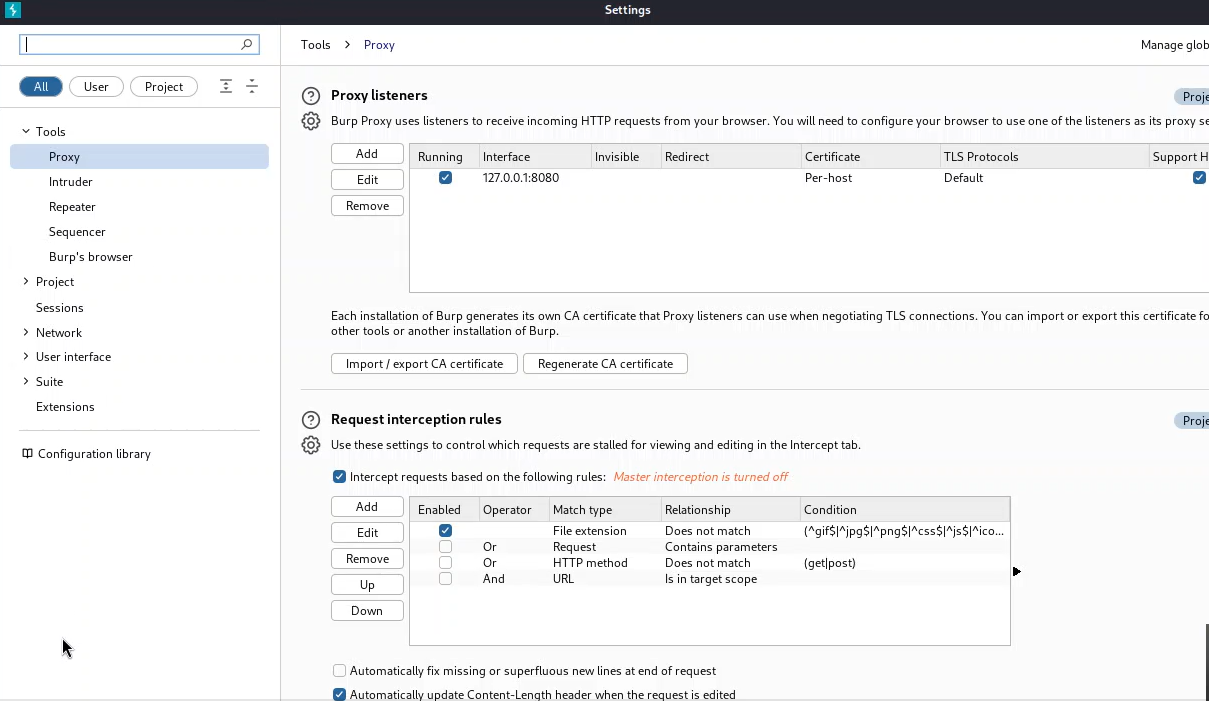 Settings
Tools > Proxy
Manage glob
All User Project
Tools
Proxy
Intruder
Repeater
Sequencer
Burp's browser
Project
Sessions
Network
User interface
Suite
Extensions
Configuration library
Proxy listeners
Proje
Burp Proxy uses listeners to receive incoming HTTP requests from your browser. You will need to configure your browser to use one of the listeners as its proxy se
Add
Edit
Remove
Running Interface Invisible Redirect Certificate TLS Protocols Support H
127.0.0.1:8080 Per-host Default
Each installation of Burp generates its own CA certificate that Proxy listeners can use when negotiating TLS connections. You can import or export this certificate fo
other tools or another installation of Burp.
Import / export CA certificate Regenerate CA certificate
Request interception rules
Proje
Use these settings to control which requests are stalled for viewing and editing in the Intercept tab.
Intercept requests based on the following rules: Master interception is turned off
Add
Edit
Remove
Up
Down
Enabled Operator Match type Relationship Condition
File extension Does not match (^gif$|^jpg$|^png$|^css$|^js$|^ico...
Or Request Contains parameters
Or HTTP method Does not match (get|post)
And URL Is in target scope
Automatically fix missing or superfluous new lines at end of request
Automatically update Content-Length header when the request is edited